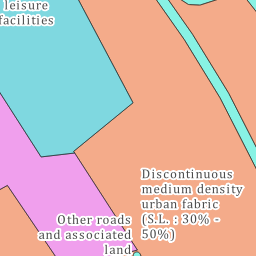 leisure
facilities
Discontinuous
medium density
urban fabric
(S.L. : 30% -
50%)
Other roads
and associated
land